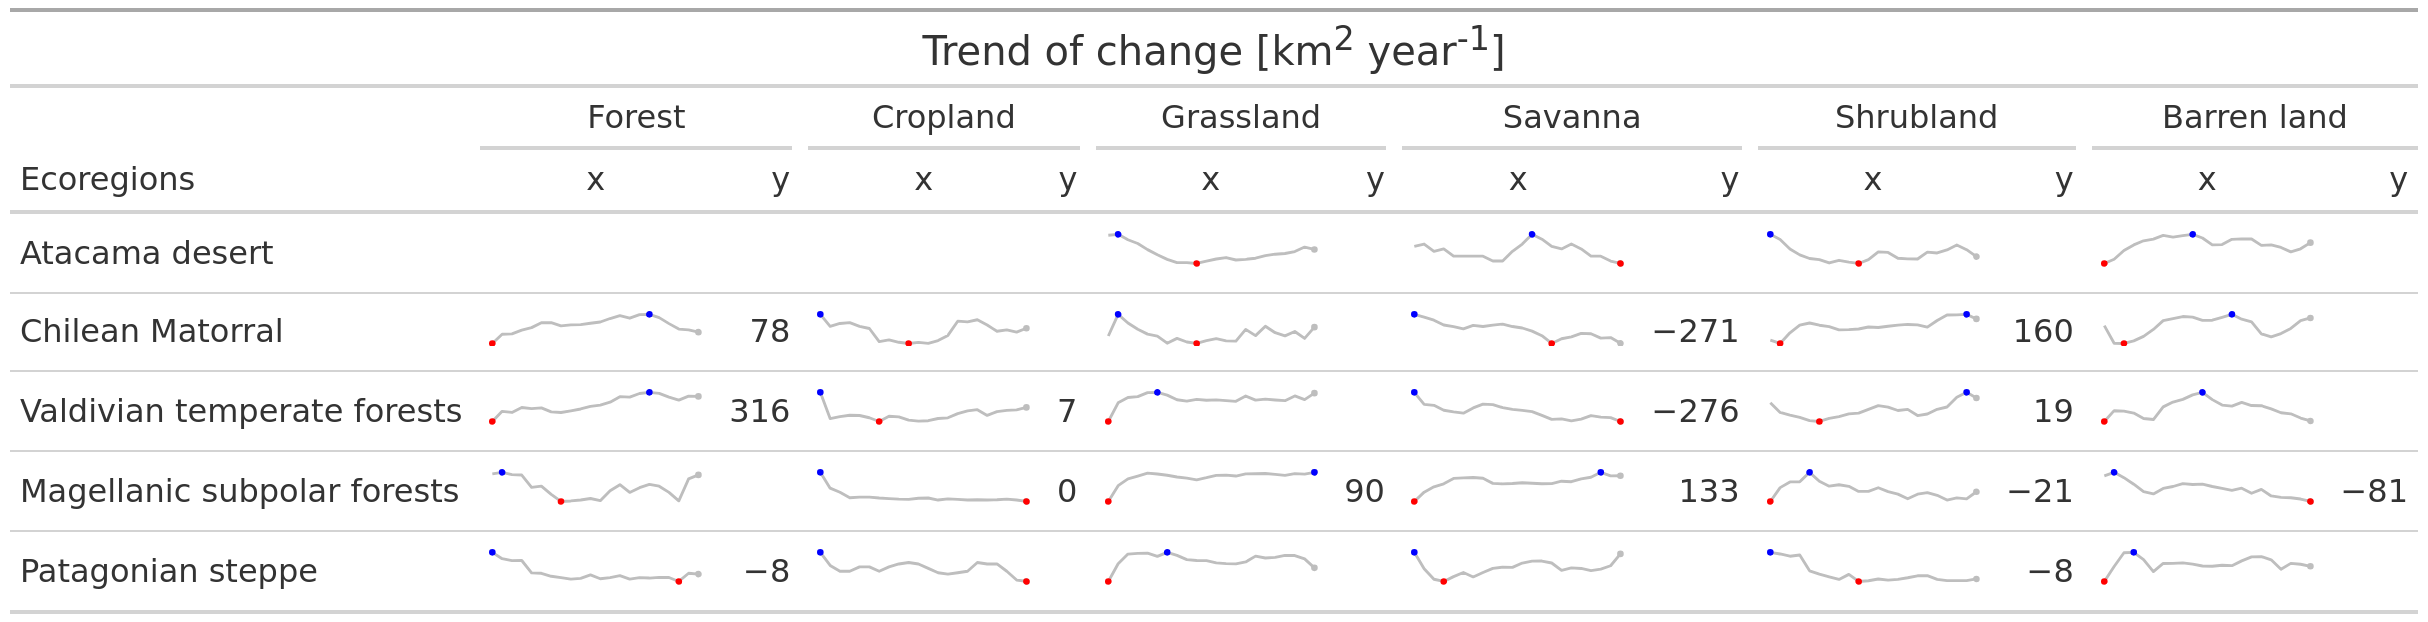 Trend of change [km² year⁻¹]
Forest Cropland Grassland Savanna Shrubland Barren land
Ecoregions x y x y x y x y x y x y
Atacama desert
Chilean Matorral 78 −271 160
Valdivian temperate forests 316 7 −276 19
Magellanic subpolar forests 0 90 133 −21 −81
Patagonian steppe −8 −8